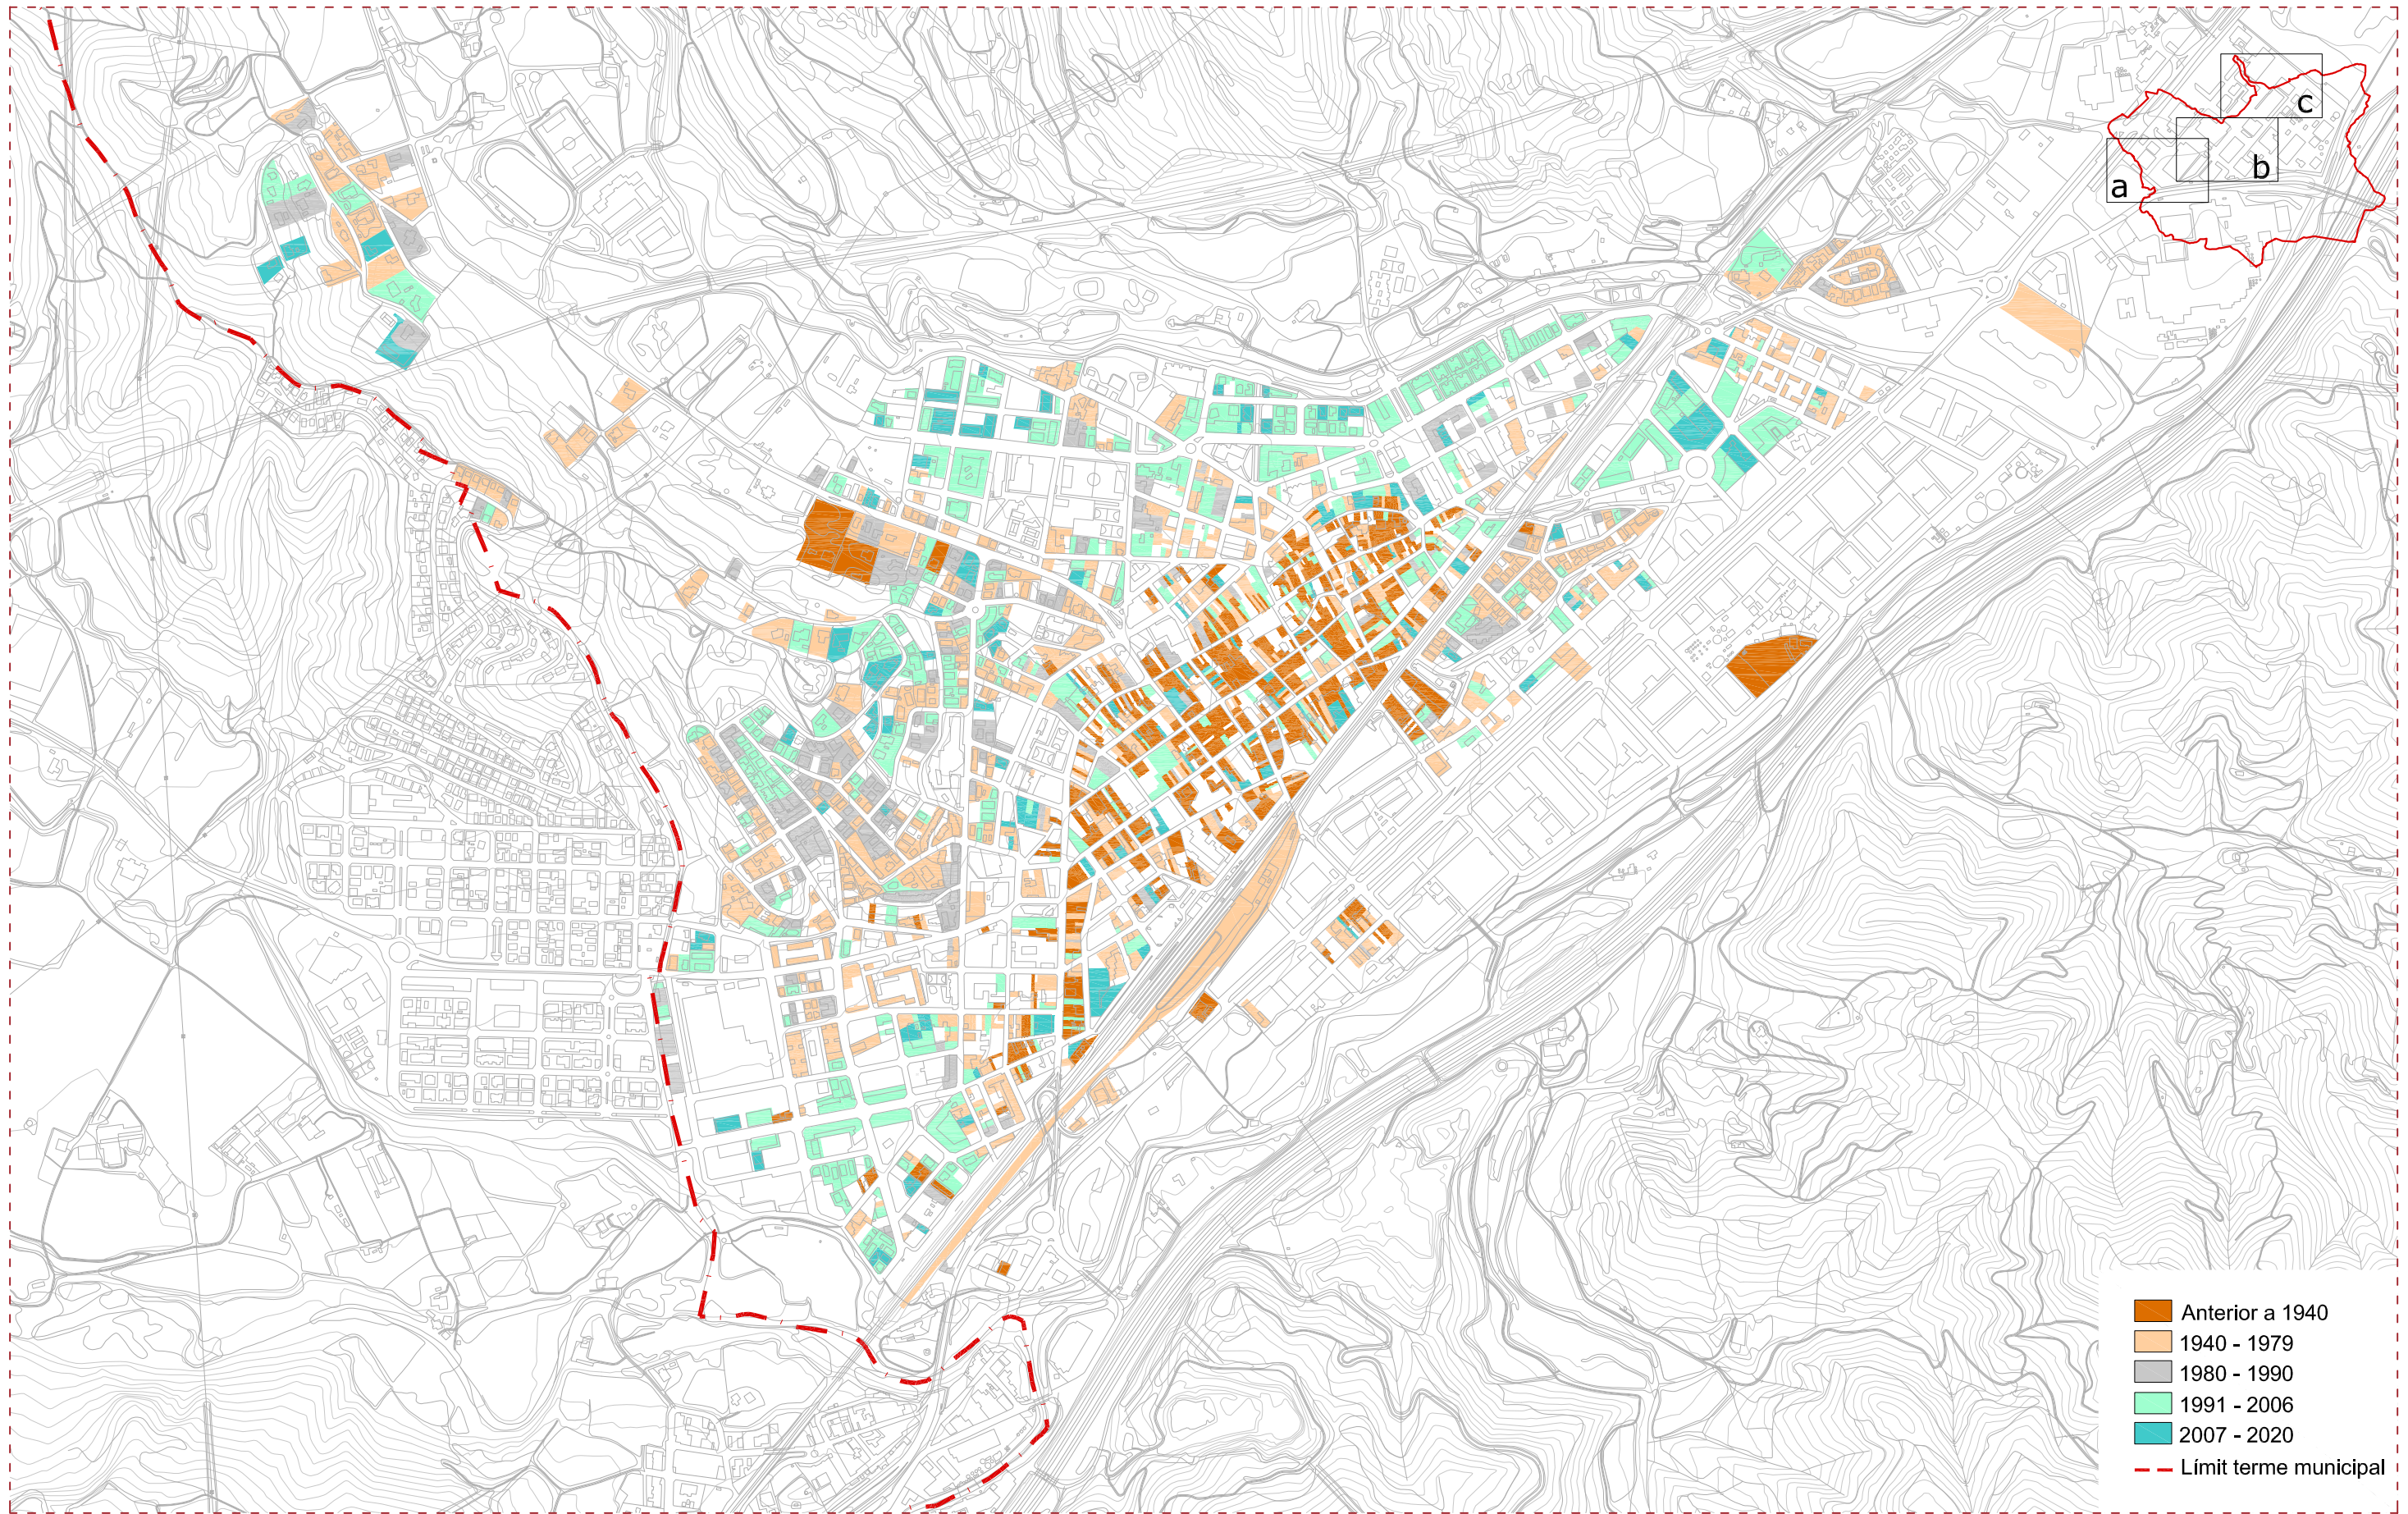 c
b
a
Anterior a 1940
1940 - 1979
1980 - 1990
1991 - 2006
2007 - 2020
Límit terme municipal